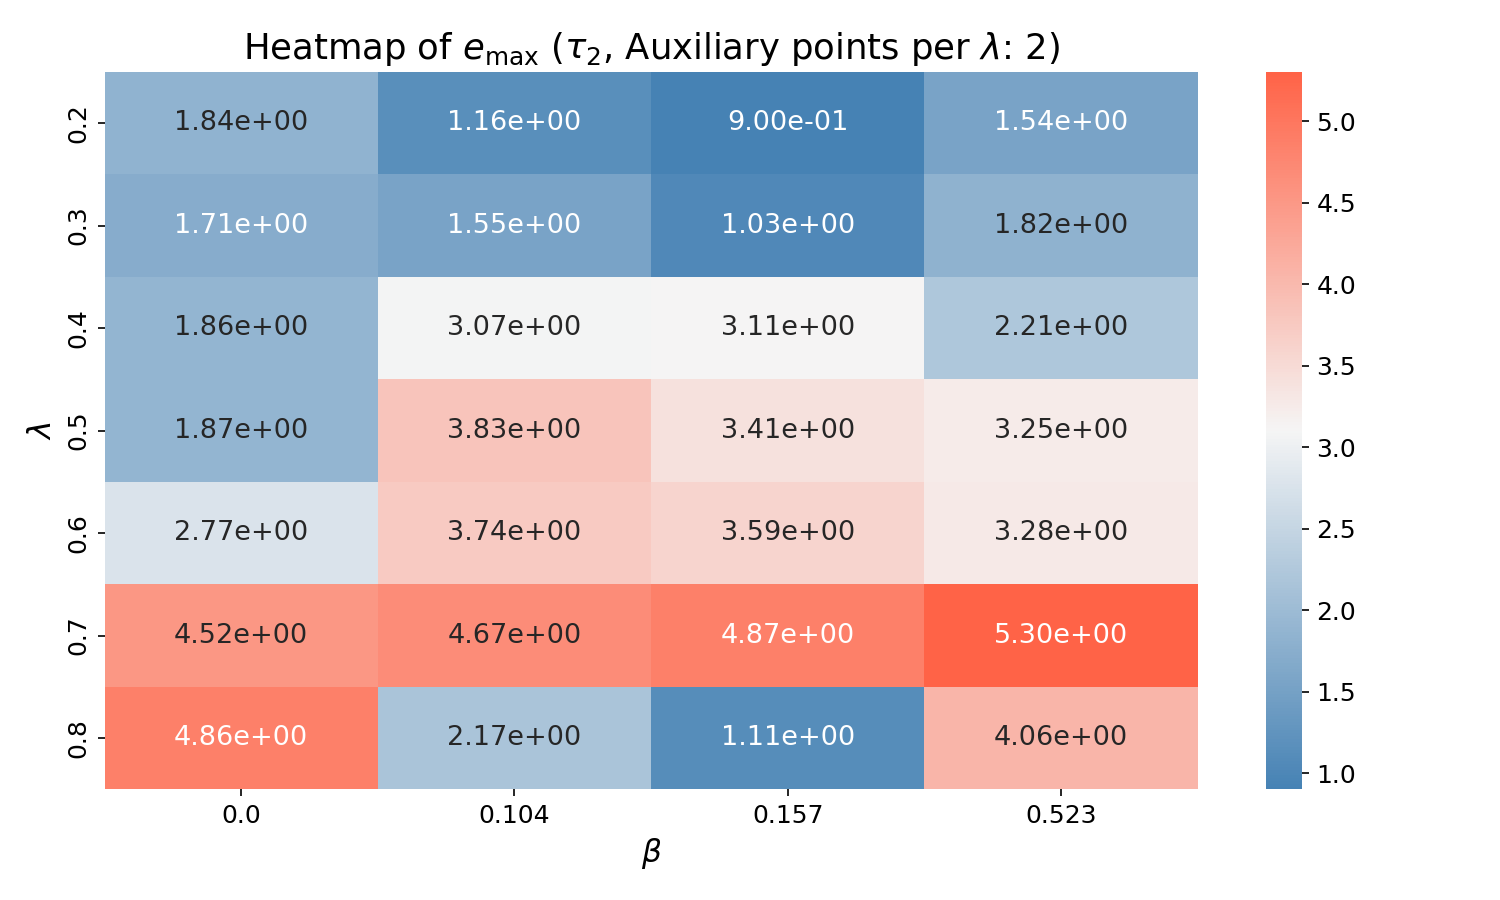 Heatmap of e_max (τ_2, Auxiliary points per λ: 2)
λ
0.2 1.84e+00 1.16e+00 9.00e-01 1.54e+00
0.3 1.71e+00 1.55e+00 1.03e+00 1.82e+00
0.4 1.86e+00 3.07e+00 3.11e+00 2.21e+00
0.5 1.87e+00 3.83e+00 3.41e+00 3.25e+00
0.6 2.77e+00 3.74e+00 3.59e+00 3.28e+00
0.7 4.52e+00 4.67e+00 4.87e+00 5.30e+00
0.8 4.86e+00 2.17e+00 1.11e+00 4.06e+00
0.0 0.104 0.157 0.523
β
5.0
4.5
4.0
3.5
3.0
2.5
2.0
1.5
1.0